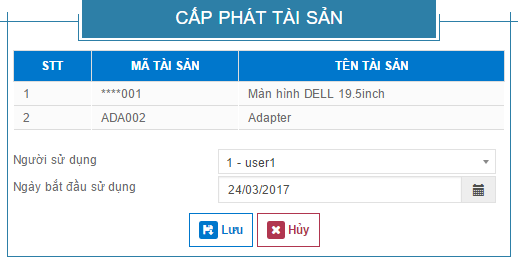 CẤP PHÁT TÀI SẢN
STT MÃ TÀI SẢN TÊN TÀI SẢN
1 ****001 Màn hình DELL 19.5inch
2 ADA002 Adapter
Người sử dụng 1 - user1
Ngày bắt đầu sử dụng 24/03/2017
Lưu Hủy